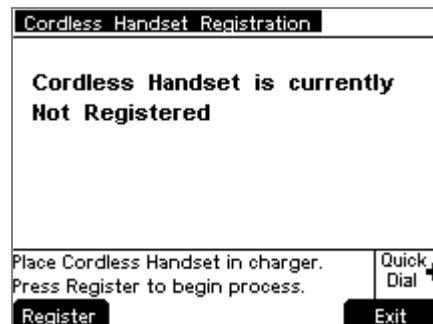 Cordless Handset Registration
Cordless Handset is currently
Not Registered
Place Cordless Handset in charger.
Press Register to begin process.
Quick
Dial
Register
Exit